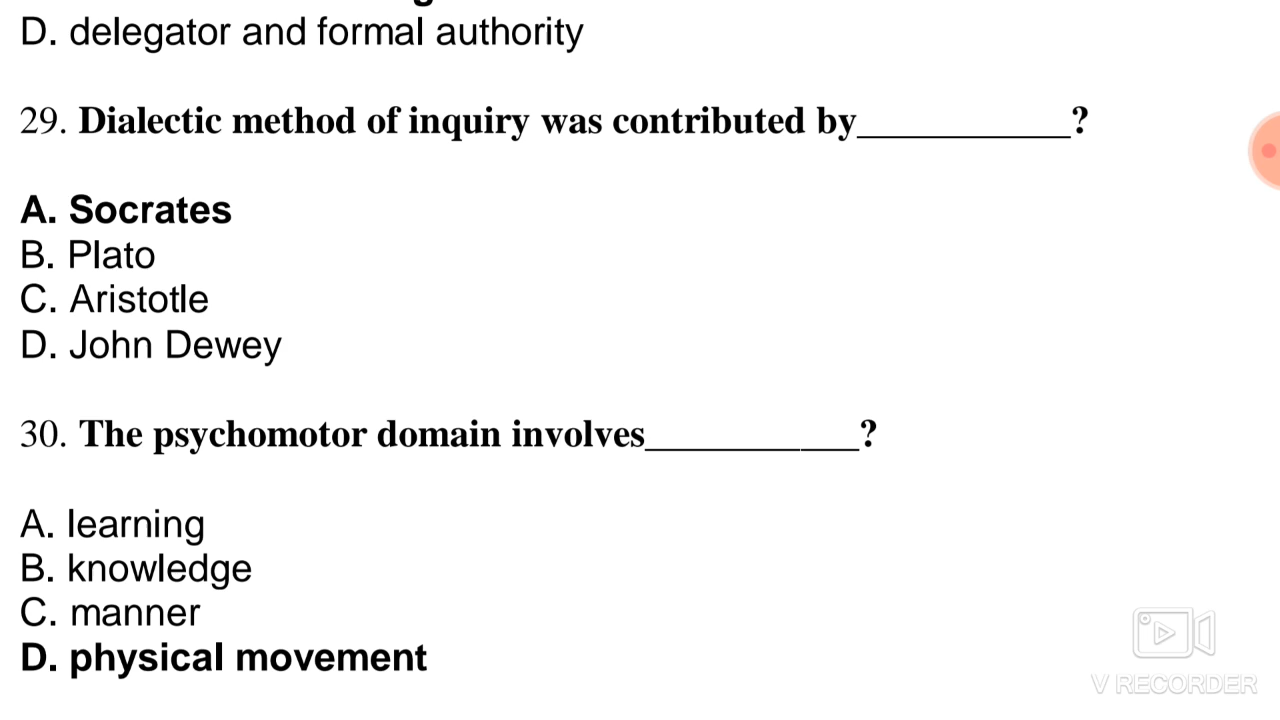 D. delegator and formal authority
29. Dialectic method of inquiry was contributed by___________?
A. Socrates
B. Plato
C. Aristotle
D. John Dewey
30. The psychomotor domain involves___________?
A. learning
B. knowledge
C. manner
D. physical movement
V RECORDER